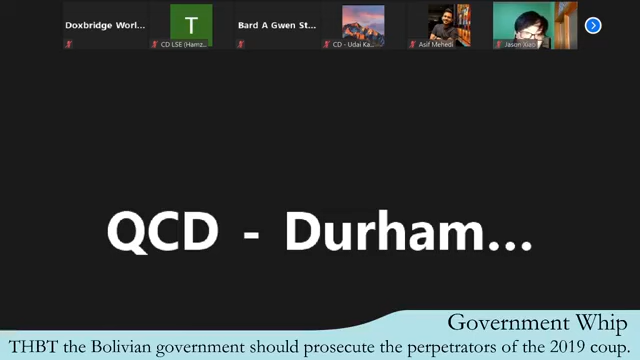 Doxbridge Worl...
T
Bard A Gwen St...
CD LSE (Hamz...
CD - Udai Ka...
Asif Mehedi
Jason Xiao
QCD - Durham...
Government Whip
THBT the Bolivian government should prosecute the perpetrators of the 2019 coup.